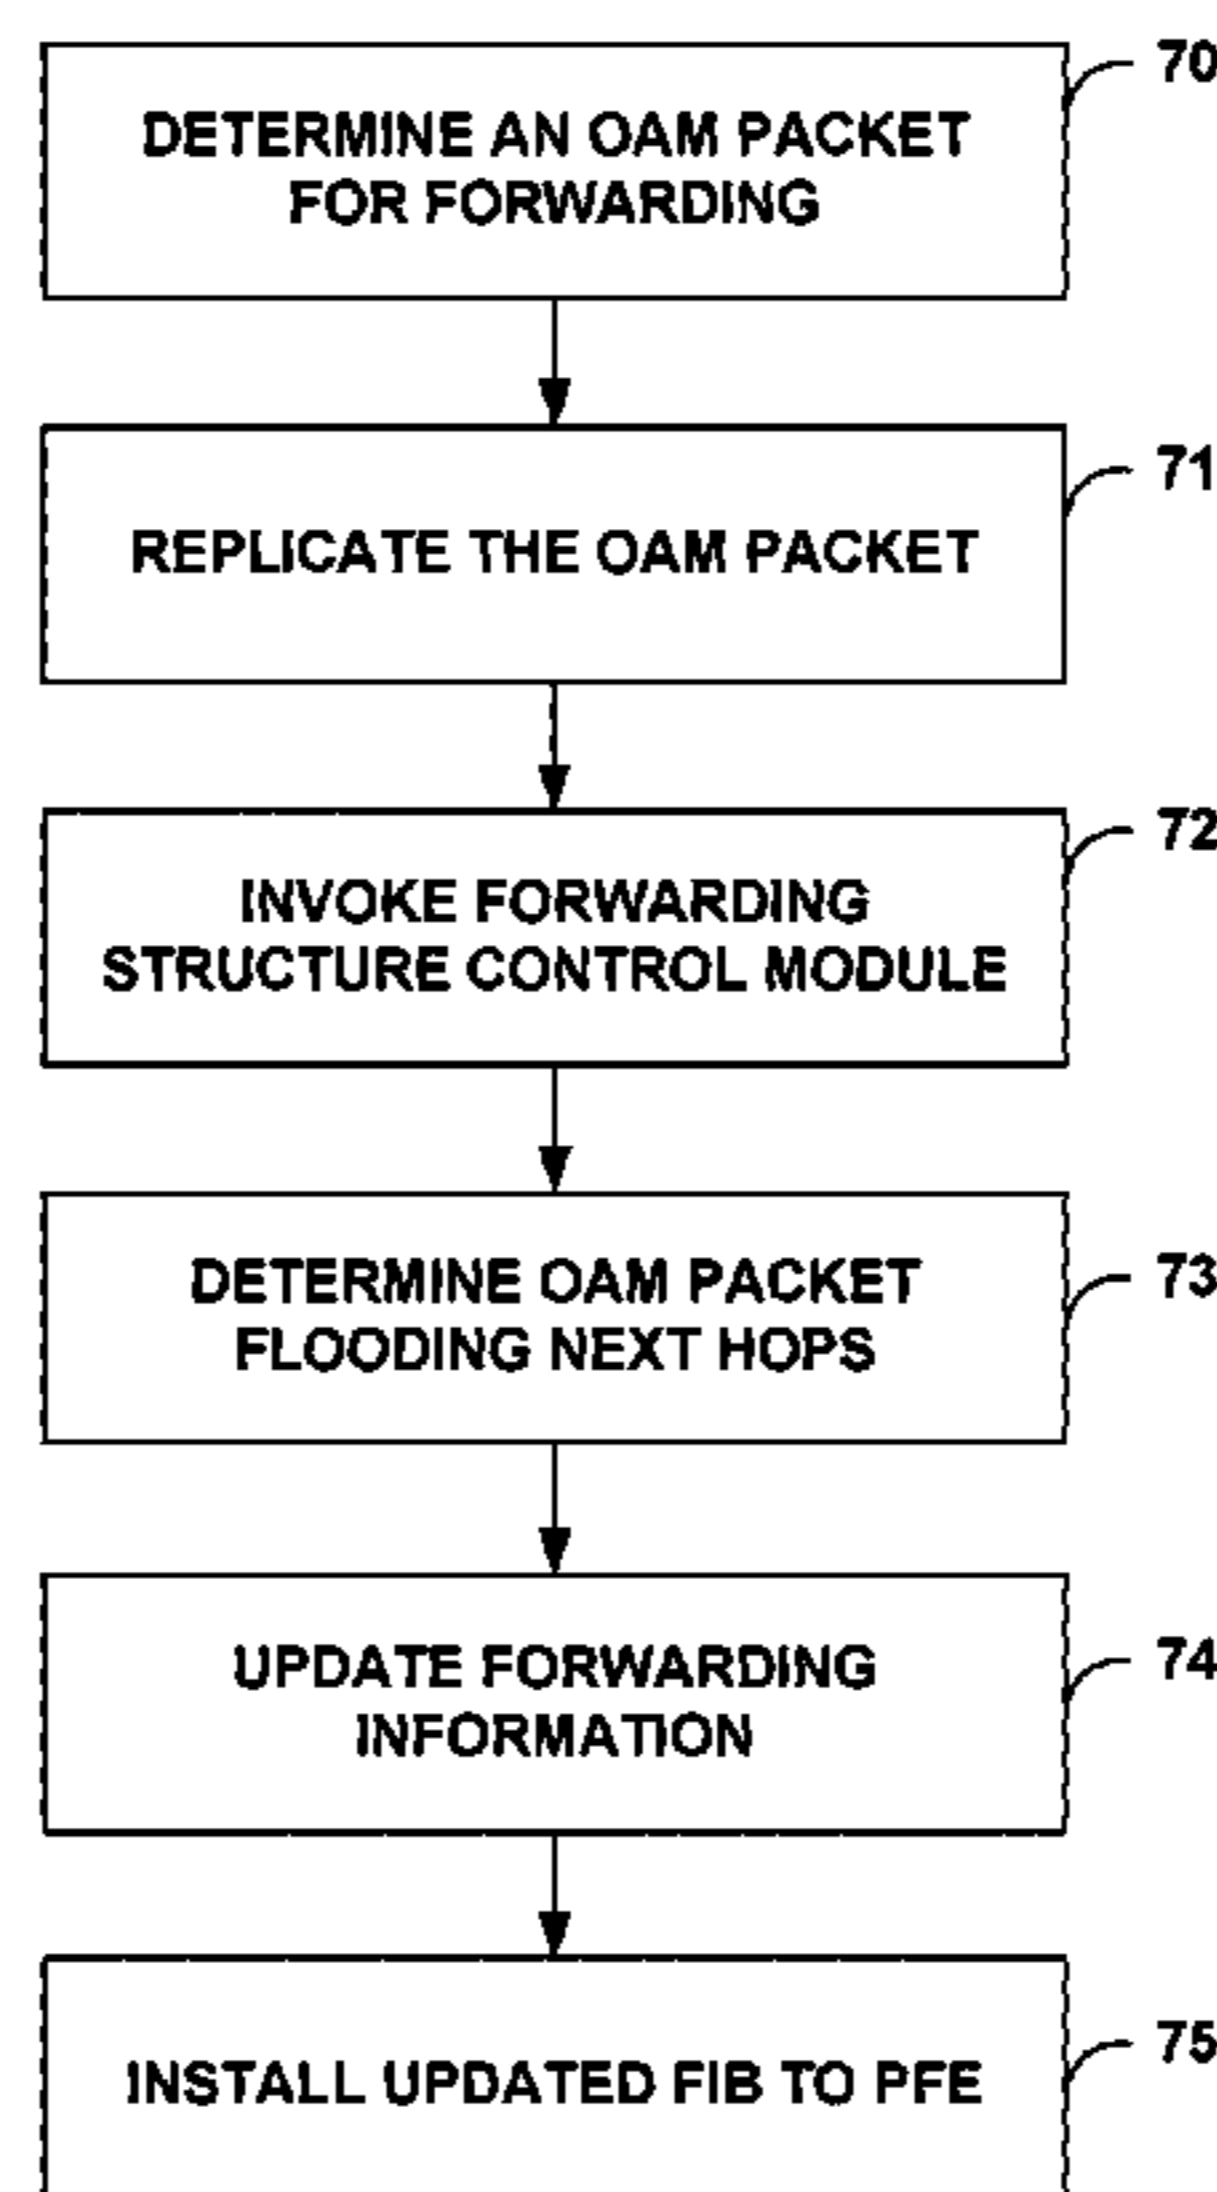 70
DETERMINE AN OAM PACKET
FOR FORWARDING
71
REPLICATE THE OAM PACKET
72
INVOKE FORWARDING
STRUCTURE CONTROL MODULE
73
DETERMINE OAM PACKET
FLOODING NEXT HOPS
74
UPDATE FORWARDING
INFORMATION
75
INSTALL UPDATED FIB TO PFE